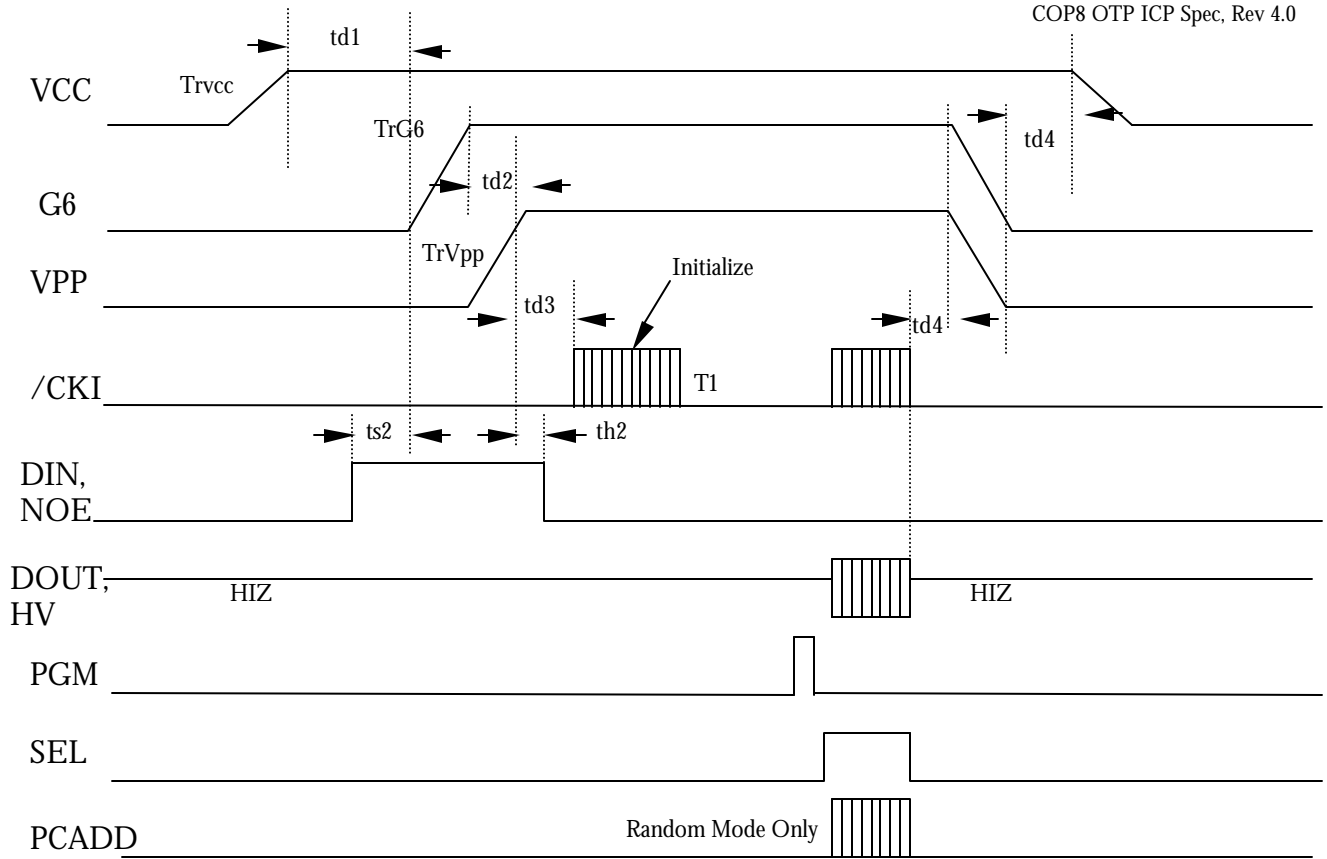 COP8 OTP ICP Spec, Rev 4.0
td1
VCC
Trvcc
TrG6
td4
td2
G6
TrVpp
Initialize
VPP
td3
td4
/CKI
T1
ts2
th2
DIN,
NOE
DOUT,
HV
HIZ
HIZ
PGM
SEL
Random Mode Only
PCADD